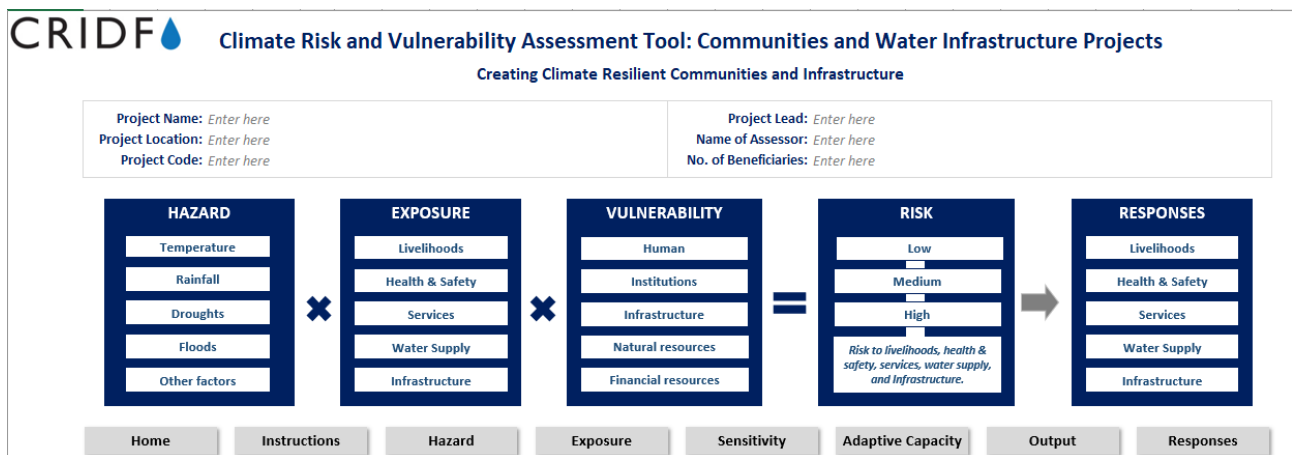 CRIDF
Climate Risk and Vulnerability Assessment Tool: Communities and Water Infrastructure Projects
Creating Climate Resilient Communities and Infrastructure
Project Name: Enter here
Project Location: Enter here
Project Code: Enter here
Project Lead: Enter here
Name of Assessor: Enter here
No. of Beneficiaries: Enter here
HAZARD
Temperature
Rainfall
Droughts
Floods
Other factors
EXPOSURE
Livelihoods
Health & Safety
Services
Water Supply
Infrastructure
VULNERABILITY
Human
Institutions
Infrastructure
Natural resources
Financial resources
RISK
Low
Medium
High
Risk to livelihoods, health &
safety, services, water supply,
and Infrastructure.
RESPONSES
Livelihoods
Health & Safety
Services
Water Supply
Infrastructure
Home
Instructions
Hazard
Exposure
Sensitivity
Adaptive Capacity
Output
Responses